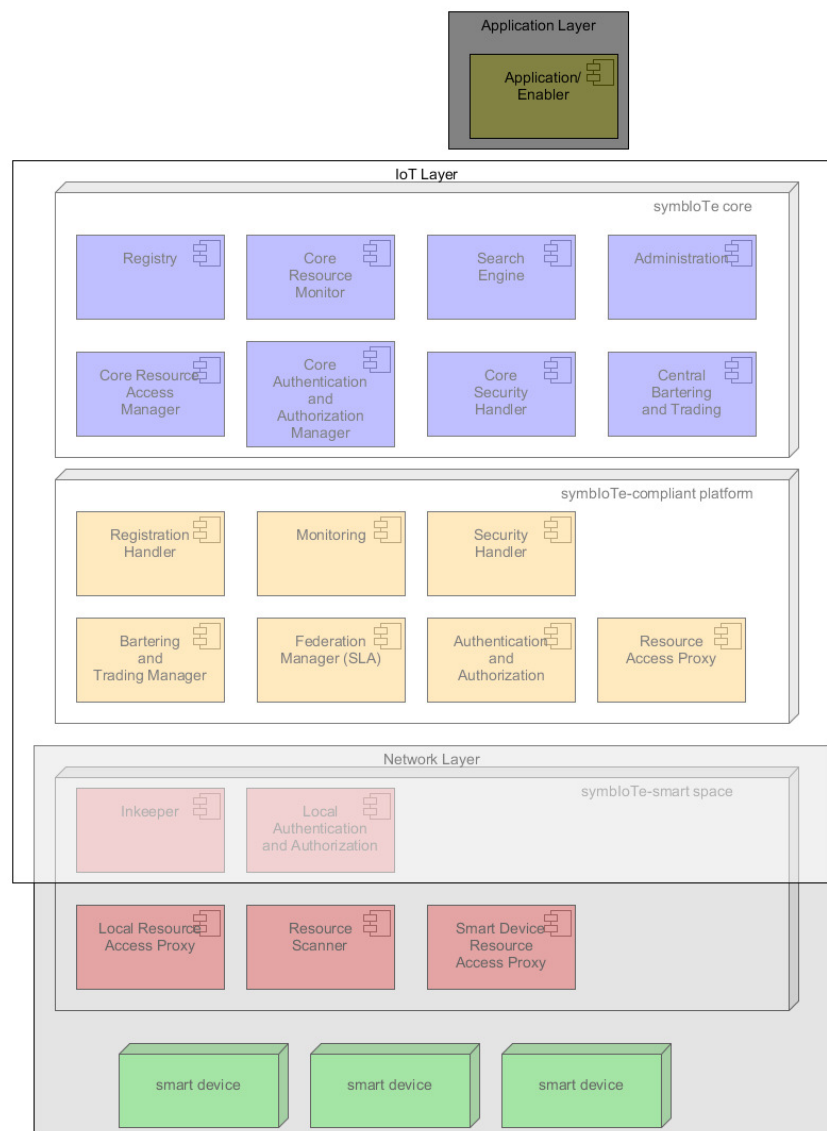 Application Layer
Application/
Enabler
IoT Layer
symbIoTe core
Registry
Core
Resource
Monitor
Search
Engine
Administration
Core Resource
Access
Manager
Core
Authentication
and
Authorization
Manager
Core
Security
Handler
Central
Bartering
and Trading
symbIoTe-compliant platform
Registration
Handler
Monitoring
Security
Handler
Bartering
and
Trading Manager
Federation
Manager (SLA)
Authentication
and
Authorization
Resource
Access Proxy
Network Layer
symbIoTe-smart space
Inkeeper
Local
Authentication
and Authorization
Local Resource
Access Proxy
Resource
Scanner
Smart Device
Resource
Access Proxy
smart device
smart device
smart device